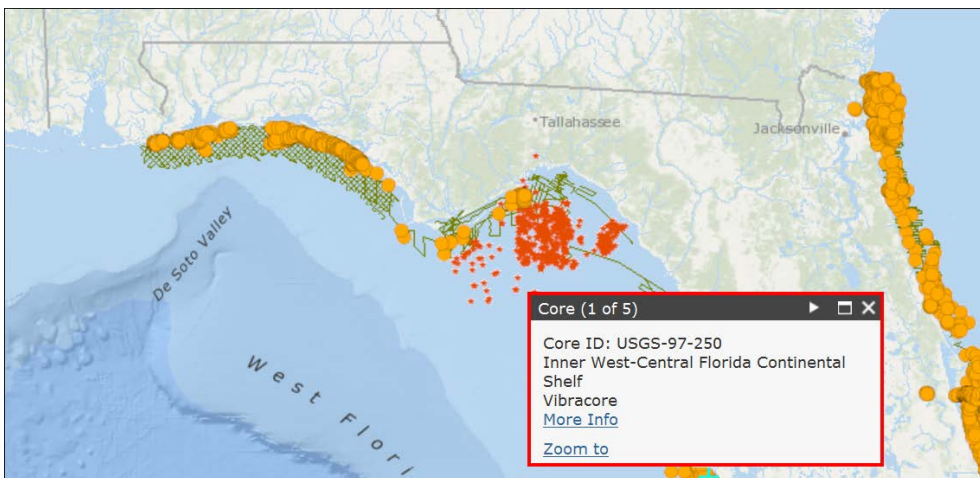 Tallahassee
Jacksonville
De Soto Valley
West Flori
Core (1 of 5)
Core ID: USGS-97-250
Inner West-Central Florida Continental
Shelf
Vibracore
More Info
Zoom to